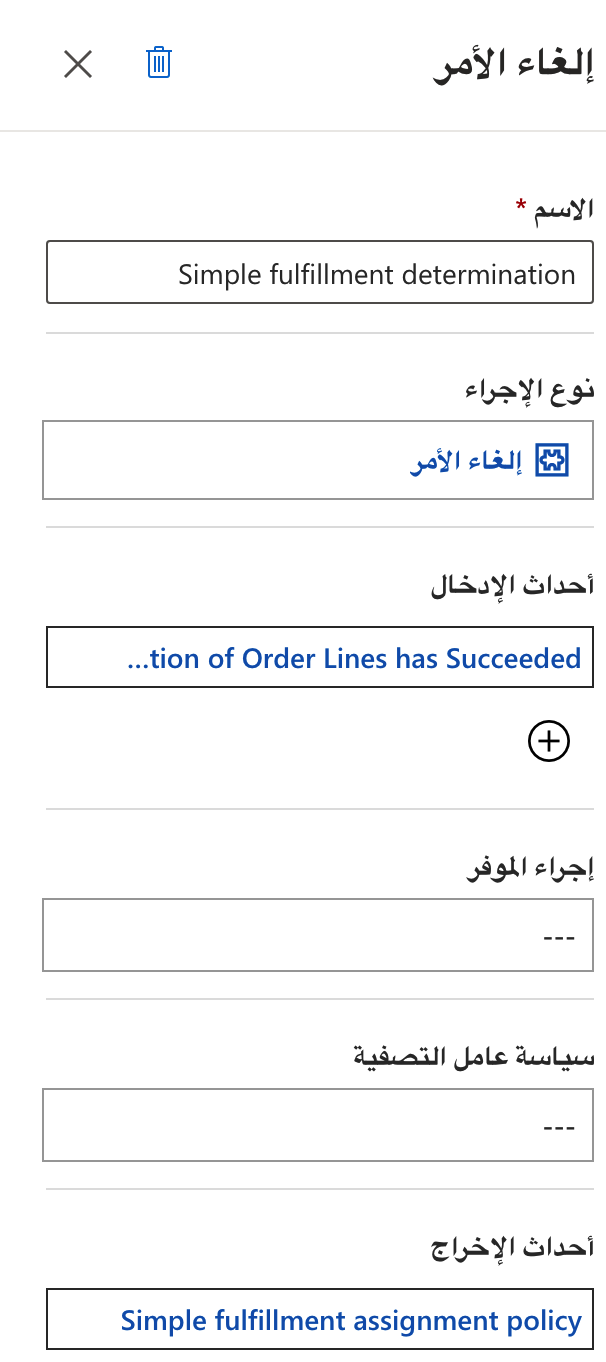 إلغاء الأمر
الاسم *
Simple fulfillment determination
نوع الإجراء
إلغاء الأمر
أحداث الإدخال
...tion of Order Lines has Succeeded
إجراء الموفر
---
سياسة عامل التصفية
---
أحداث الإخراج
Simple fulfillment assignment policy